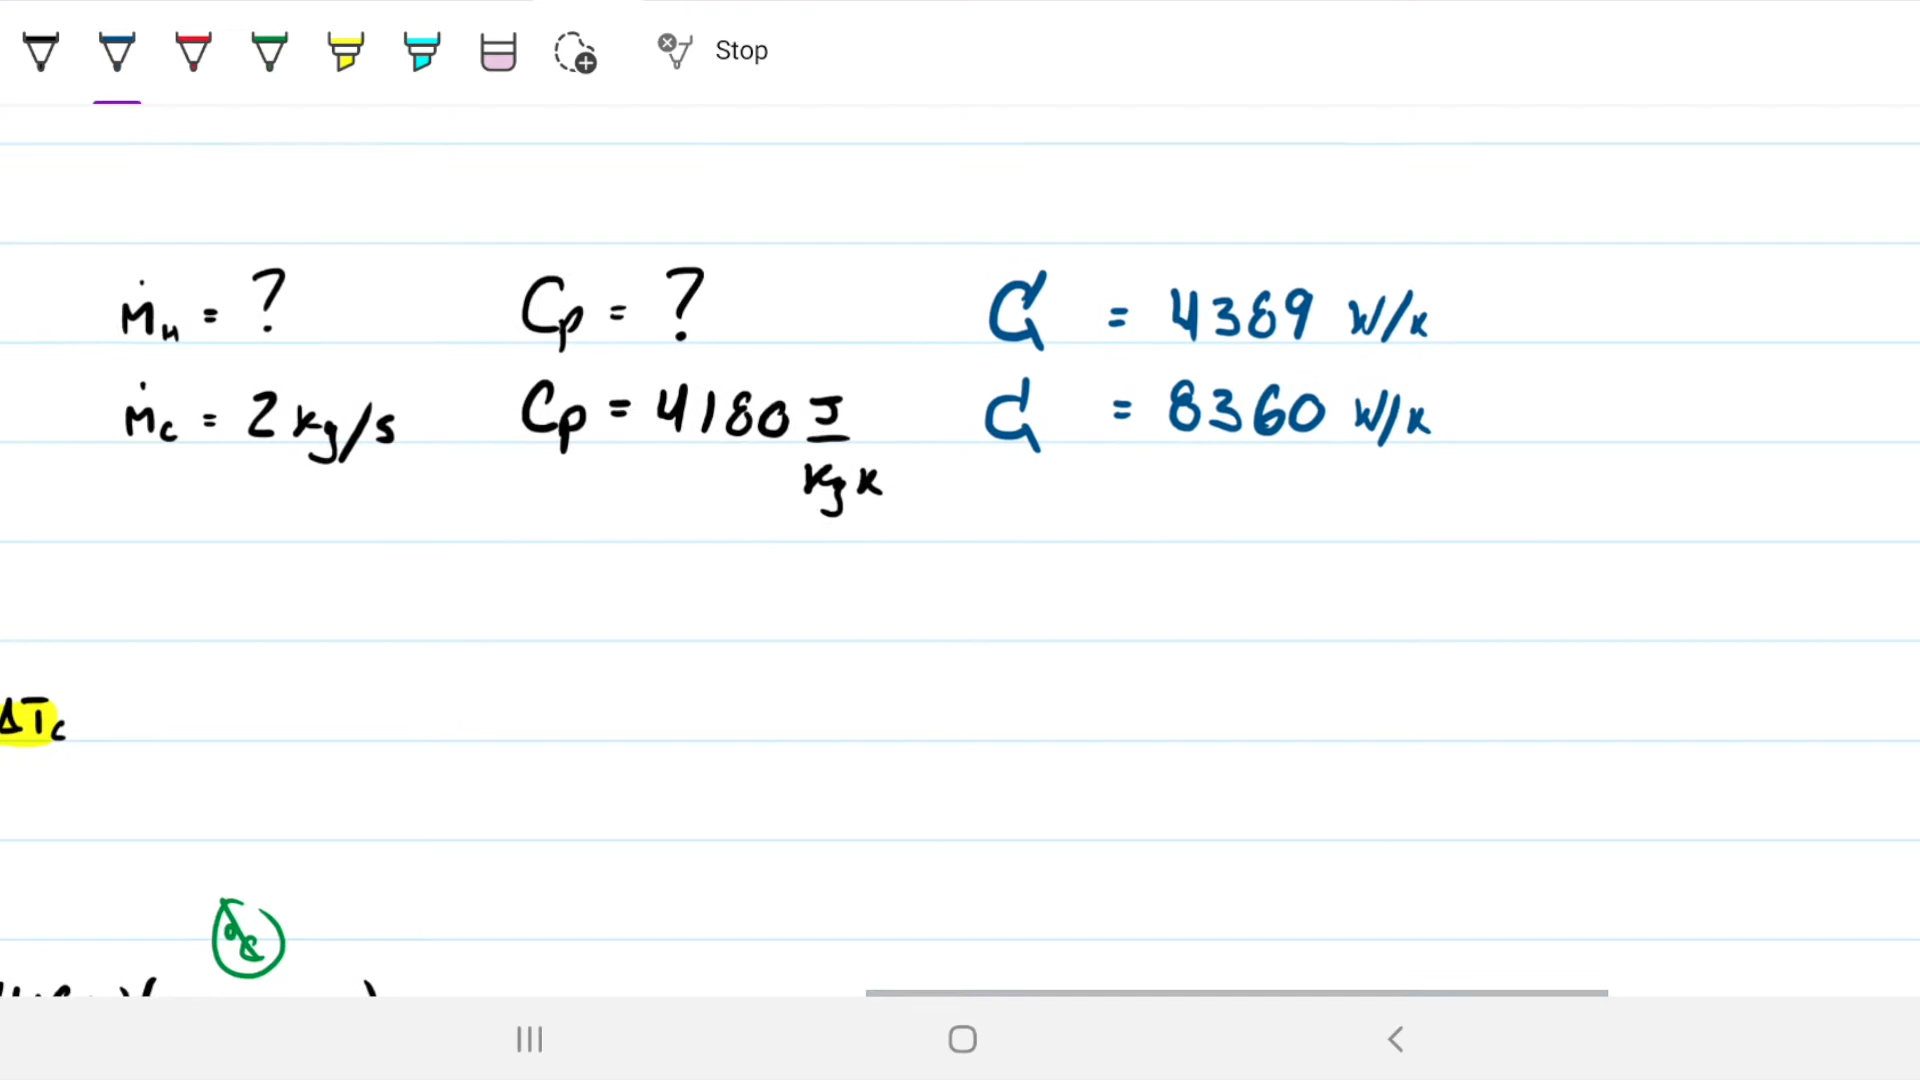 Stop
ṁH = ? Cp = ? C = 4369 W/K
ṁc = 2 kg/s Cp = 4180 J/kgK C = 8360 W/K
ΔTc